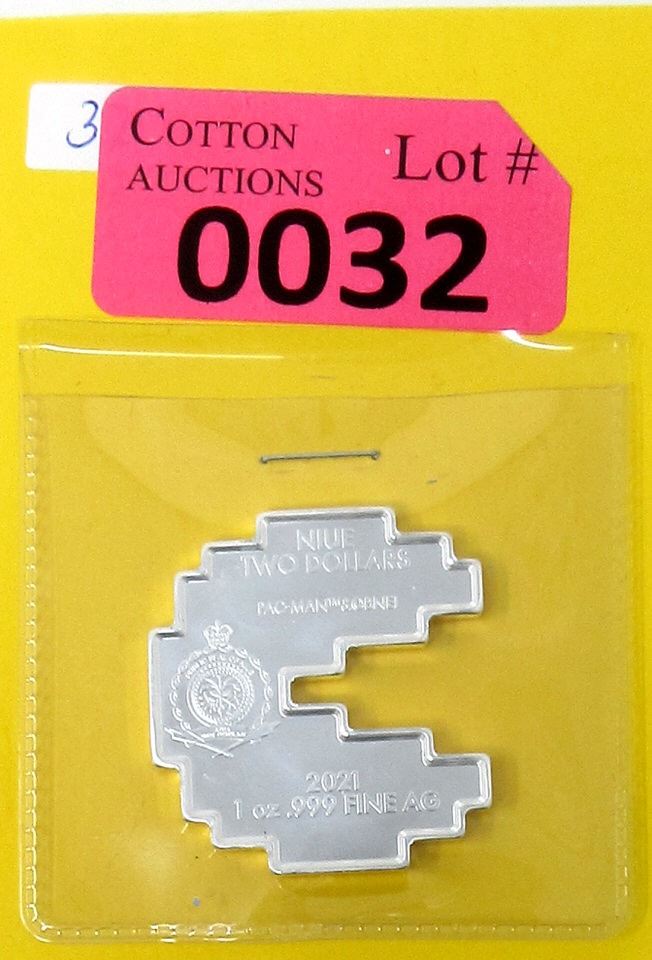 3
COTTON
AUCTIONS
Lot #
0032
NIUE
TWO DOLLARS
PAC-MAN™&©BNEI
2021
1 oz .999 FINE AG